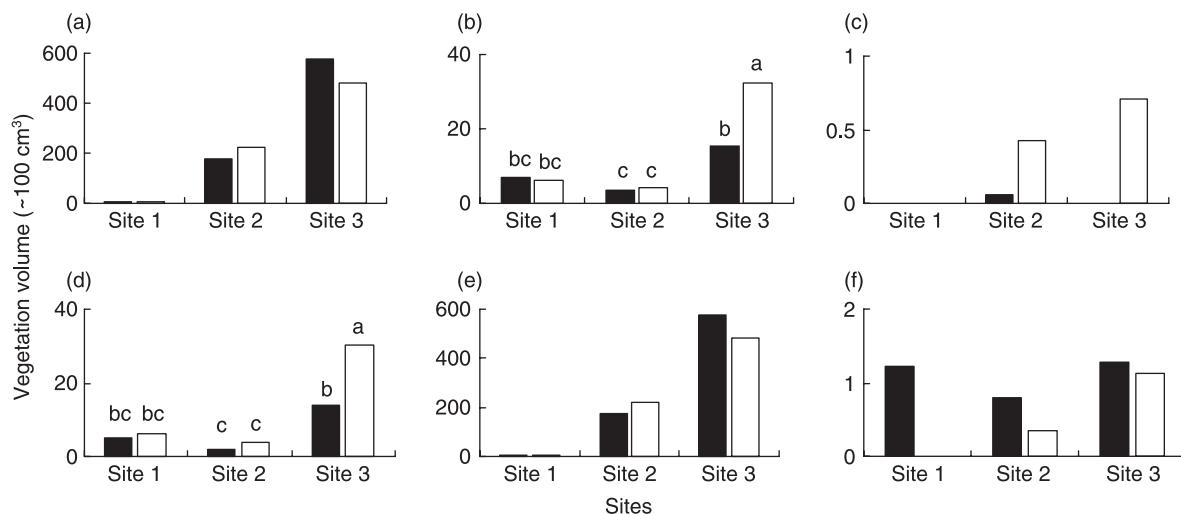 (a)
(b)
(c)
Vegetation volume (~100 cm³)
600
400
200
0
Site 1
Site 2
Site 3
40
20
0
bc
bc
c
c
b
a
Site 1
Site 2
Site 3
1
0.5
0
Site 1
Site 2
Site 3
(d)
(e)
(f)
40
20
0
bc
bc
c
c
b
a
Site 1
Site 2
Site 3
600
400
200
0
Site 1
Site 2
Site 3
2
1
0
Site 1
Site 2
Site 3
Sites